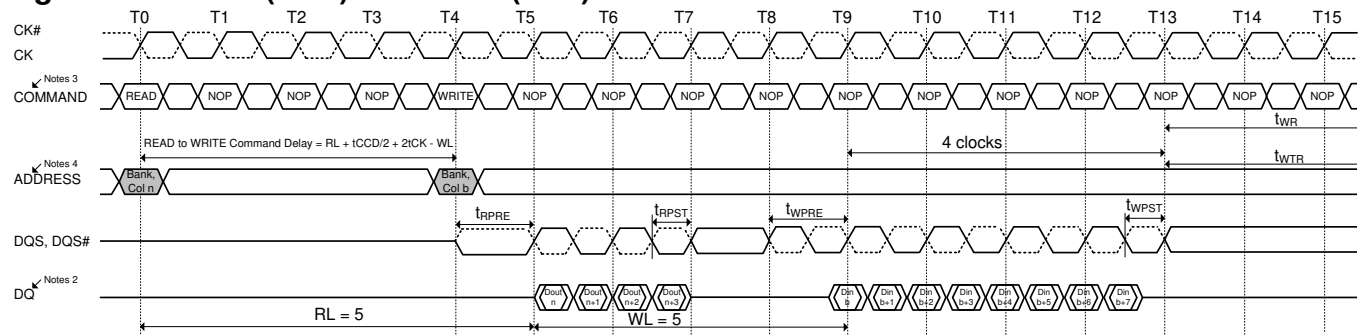 T0 T1 T2 T3 T4 T5 T6 T7 T8 T9 T10 T11 T12 T13 T14 T15
CK#
CK
Notes 3
COMMAND READ NOP NOP NOP WRITE NOP NOP NOP NOP NOP NOP NOP NOP NOP NOP NOP
tWR
READ to WRITE Command Delay = RL + tCCD/2 + 2tCK - WL
4 clocks
tWTR
Notes 4
ADDRESS
Bank, Col n
Bank, Col b
tRPRE tRPST tWPRE tWPST
DQS, DQS#
Notes 2
DQ
Dout n Dout n+1 Dout n+2 Dout n+3 Din b Din b+1 Din b+2 Din b+3 Din b+4 Din b+5 Din b+6 Din b+7
RL = 5 WL = 5